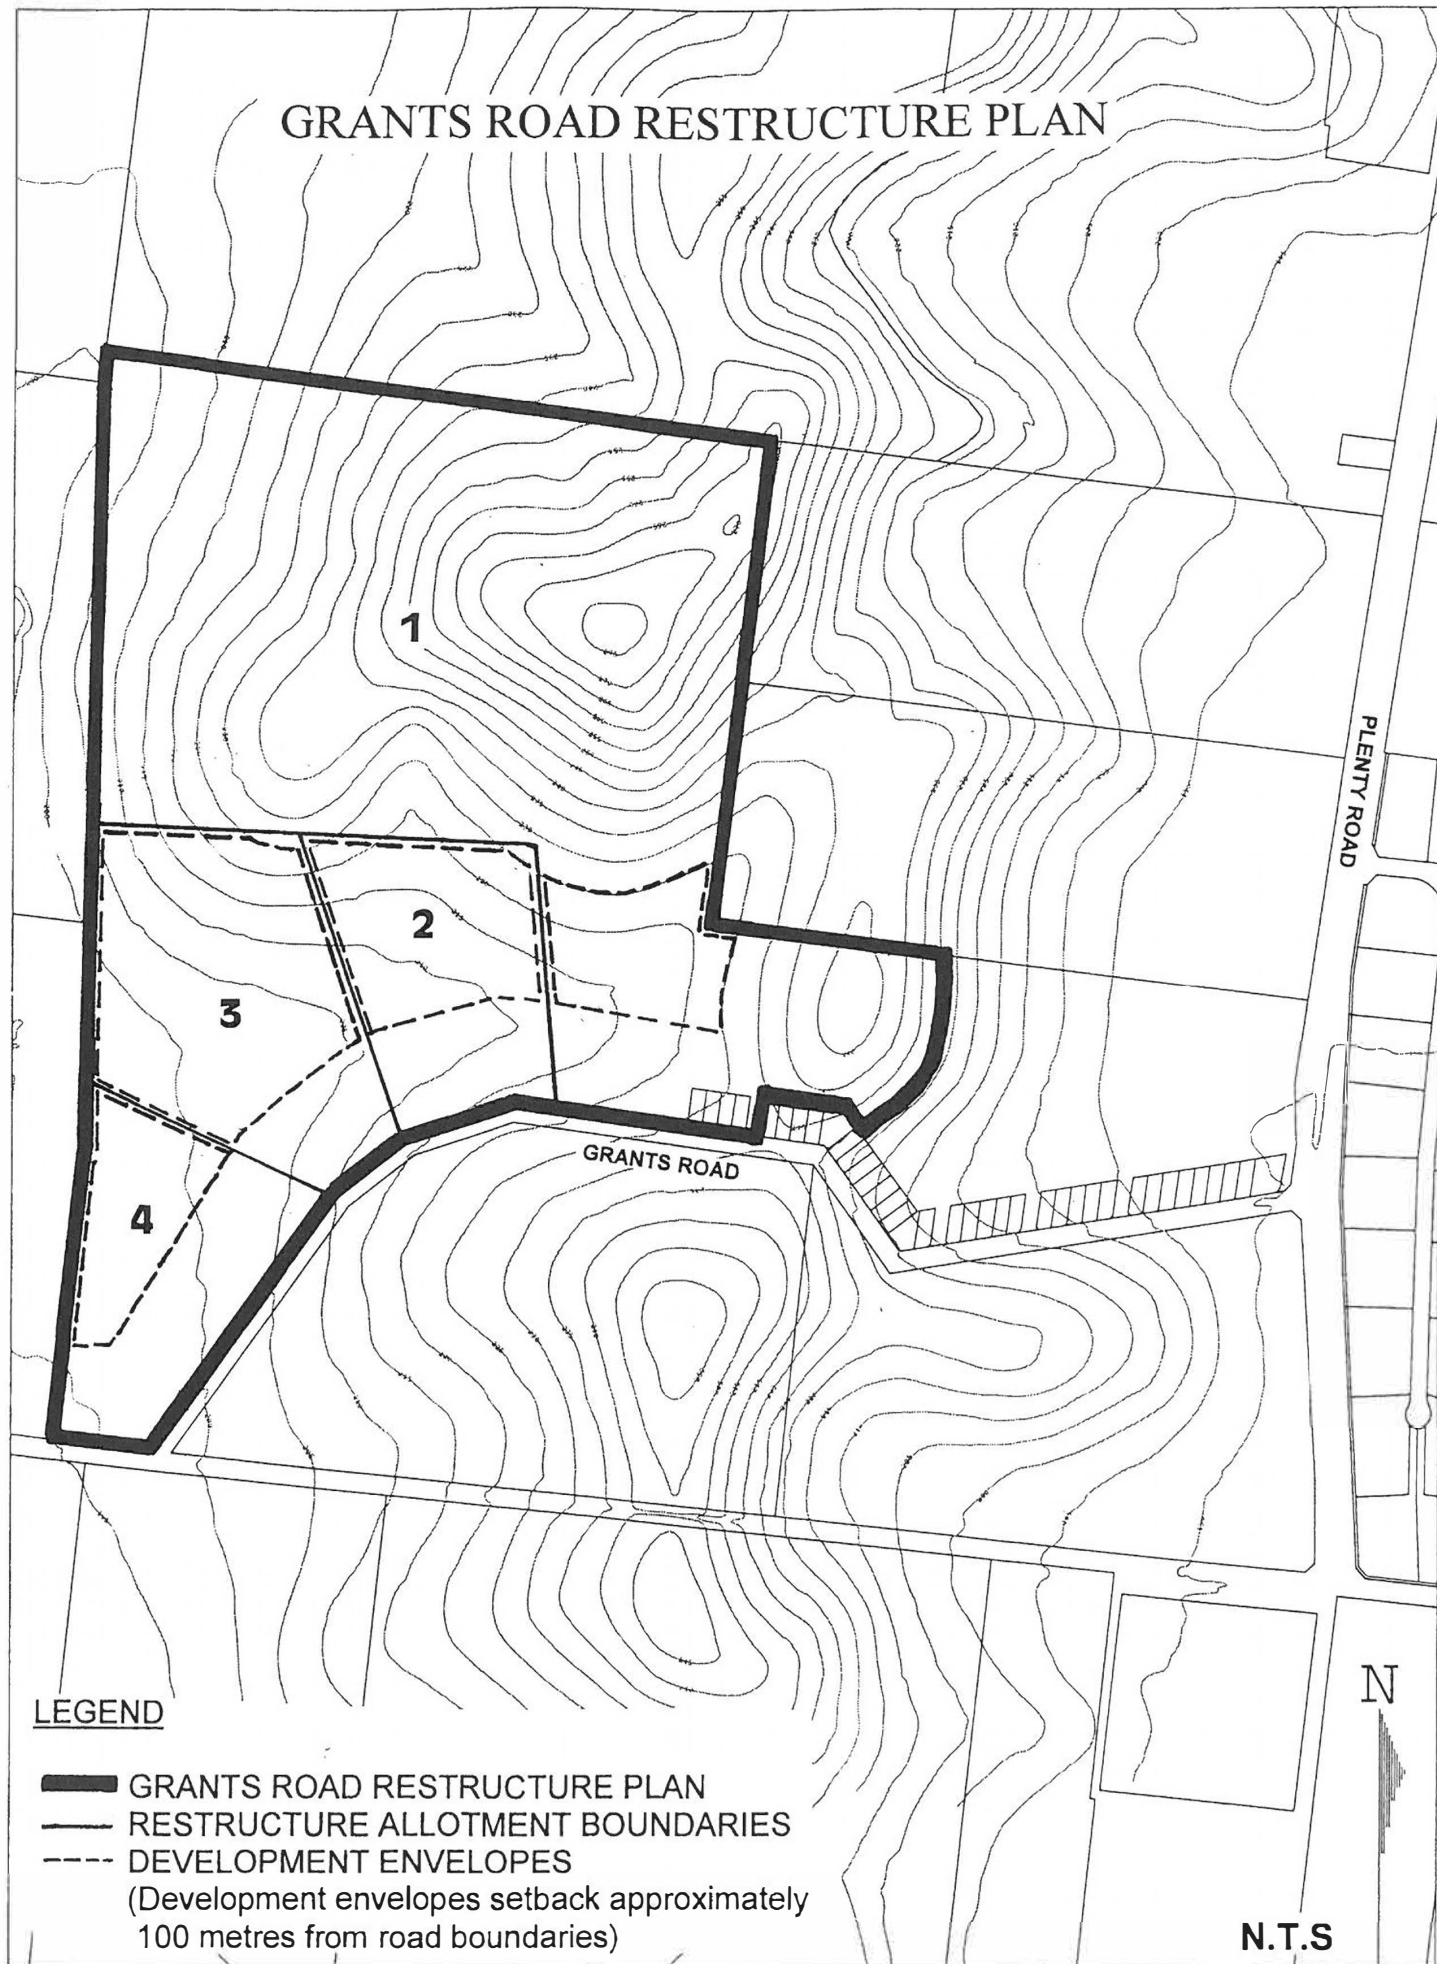 GRANTS ROAD RESTRUCTURE PLAN
1
PLENTY ROAD
2
3
GRANTS ROAD
4
N
LEGEND
GRANTS ROAD RESTRUCTURE PLAN
RESTRUCTURE ALLOTMENT BOUNDARIES
DEVELOPMENT ENVELOPES
(Development envelopes setback approximately
100 metres from road boundaries)
N.T.S